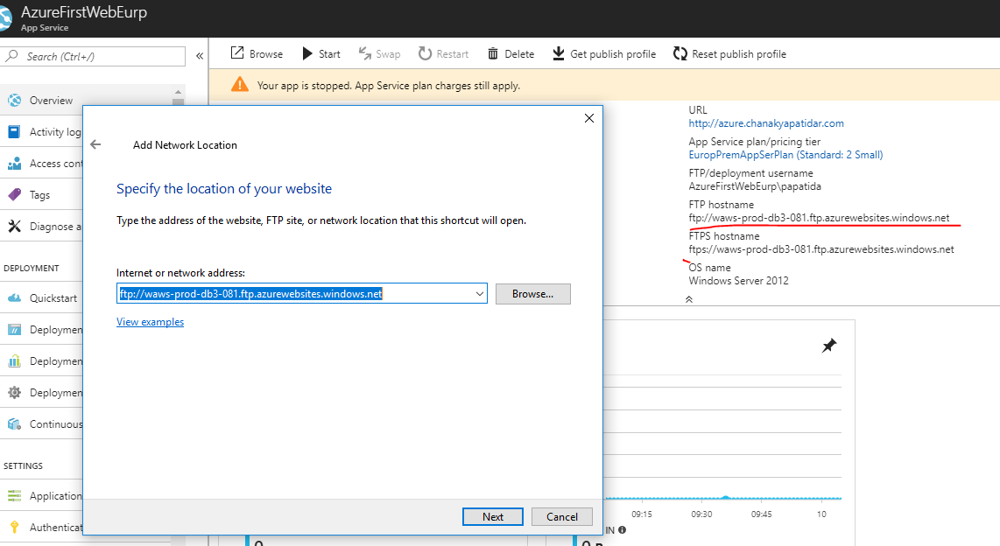 AzureFirstWebEurp
App Service
Search (Ctrl+/)
«
Browse
Start
Swap
Restart
Delete
Get publish profile
Reset publish profile
Your app is stopped. App Service plan charges still apply.
Overview
Activity log
Access cont
Tags
Diagnose a
DEPLOYMENT
Quickstart
Deploymen
Deploymen
Deploymen
Continuous
SETTINGS
Application
Authenticat
Add Network Location
Specify the location of your website
Type the address of the website, FTP site, or network location that this shortcut will open.
Internet or network address:
ftp://waws-prod-db3-081.ftp.azurewebsites.windows.net
Browse...
View examples
Next
Cancel
URL
http://azure.chanakyapatidar.com
App Service plan/pricing tier
EuropPremAppSerPlan (Standard: 2 Small)
FTP/deployment username
AzureFirstWebEurp\papatida
FTP hostname
ftp://waws-prod-db3-081.ftp.azurewebsites.windows.net
FTPS hostname
ftps://waws-prod-db3-081.ftp.azurewebsites.windows.net
OS name
Windows Server 2012
09:15 09:30 09:45 10
IN
0